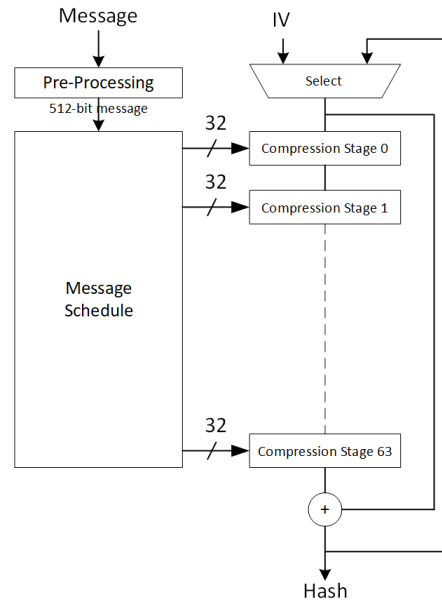 Message
IV
Pre-Processing
Select
512-bit message
32
Compression Stage 0
32
Compression Stage 1
Message
Schedule
32
Compression Stage 63
+
Hash